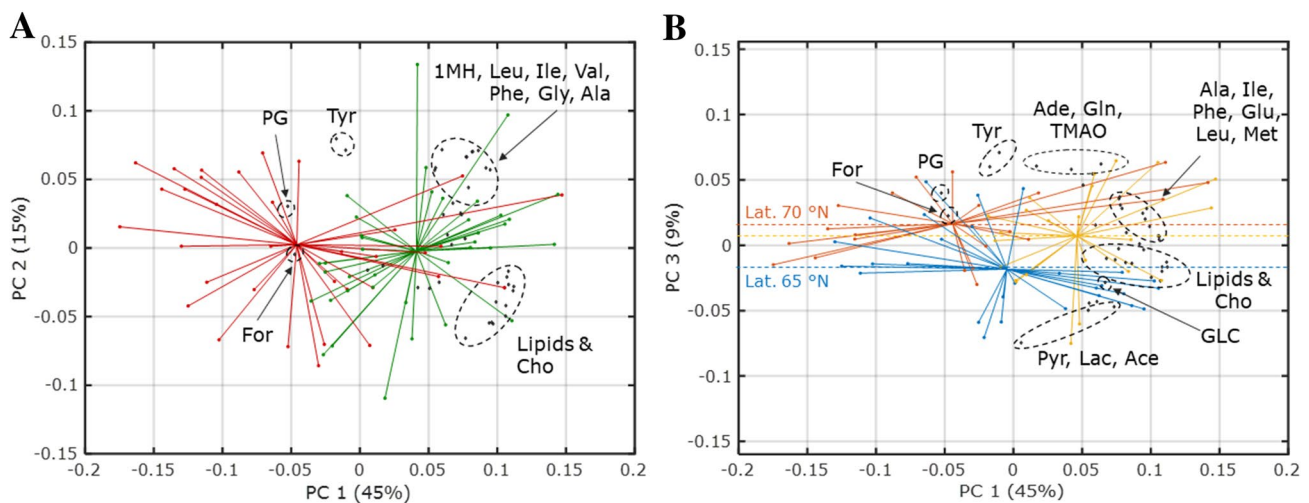 A
0.15
0.1
0.05
0
-0.05
-0.1
-0.15
PC 2 (15%)
-0.2
-0.15
-0.1
-0.05
0
0.05
0.1
0.15
0.2
PC 1 (45%)
PG
Tyr
1MH, Leu, Ile, Val,
Phe, Gly, Ala
For
Lipids &
Cho
B
0.15
0.1
0.05
0
-0.05
-0.1
-0.15
PC 3 (9%)
-0.2
-0.15
-0.1
-0.05
0
0.05
0.1
0.15
0.2
PC 1 (45%)
For
PG
Tyr
Ade, Gln,
TMAO
Ala, Ile,
Phe, Glu,
Leu, Met
Lat. 70 °N
Lat. 65 °N
Lipids &
Cho
GLC
Pyr, Lac, Ace